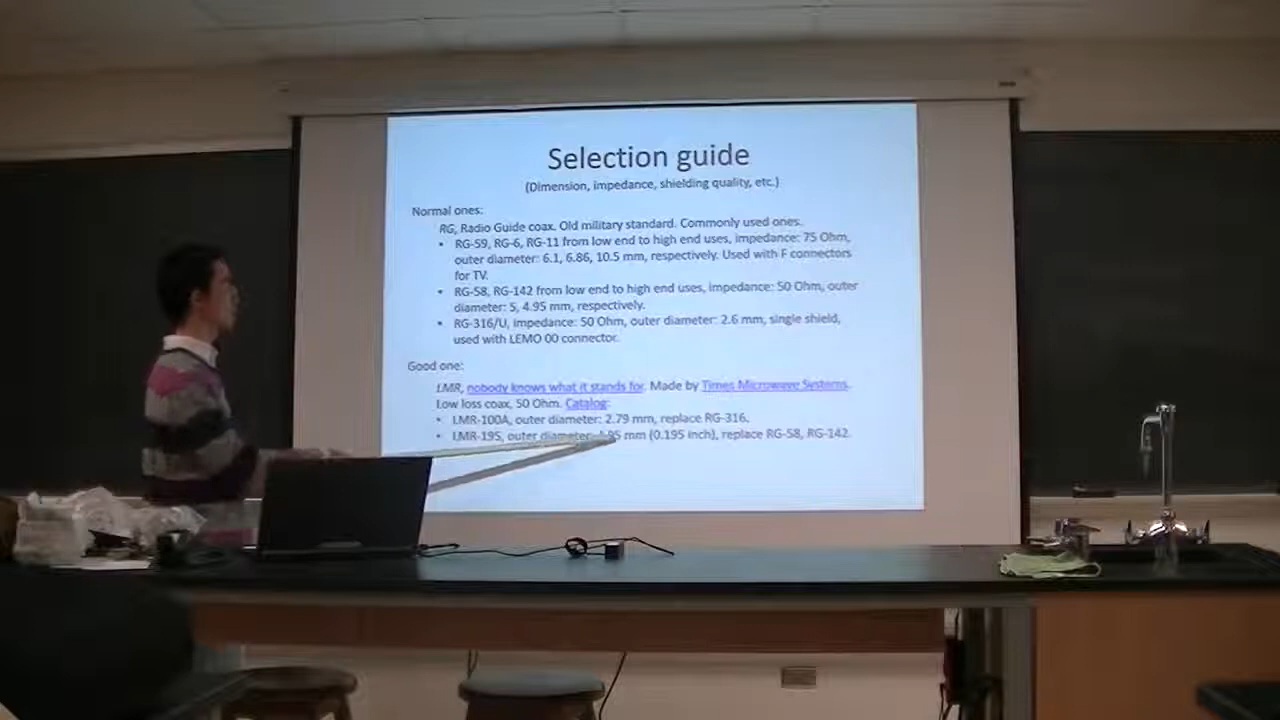 Selection guide
(Dimension, impedance, shielding quality, etc.)
Normal ones:
RG, Radio Guide coax. Old military standard. Commonly used ones.
• RG-59, RG-6, RG-11 from low end to high end uses, impedance: 75 Ohm,
outer diameter: 6.1, 6.86, 10.5 mm, respectively. Used with F connectors
for TV.
• RG-58, RG-142 from low end to high end uses, impedance: 50 Ohm, outer
diameter: 5, 4.95 mm, respectively.
• RG-316/U, impedance: 50 Ohm, outer diameter: 2.6 mm, single shield,
used with LEMO 00 connector.
Good one:
LMR, nobody knows what it stands for. Made by Times Microwave Systems.
Low loss coax, 50 Ohm. Catalog.
• LMR-100A, outer diameter: 2.79 mm, replace RG-316.
• LMR-195, outer diameter: mm (0.195 inch), replace RG-58, RG-142.